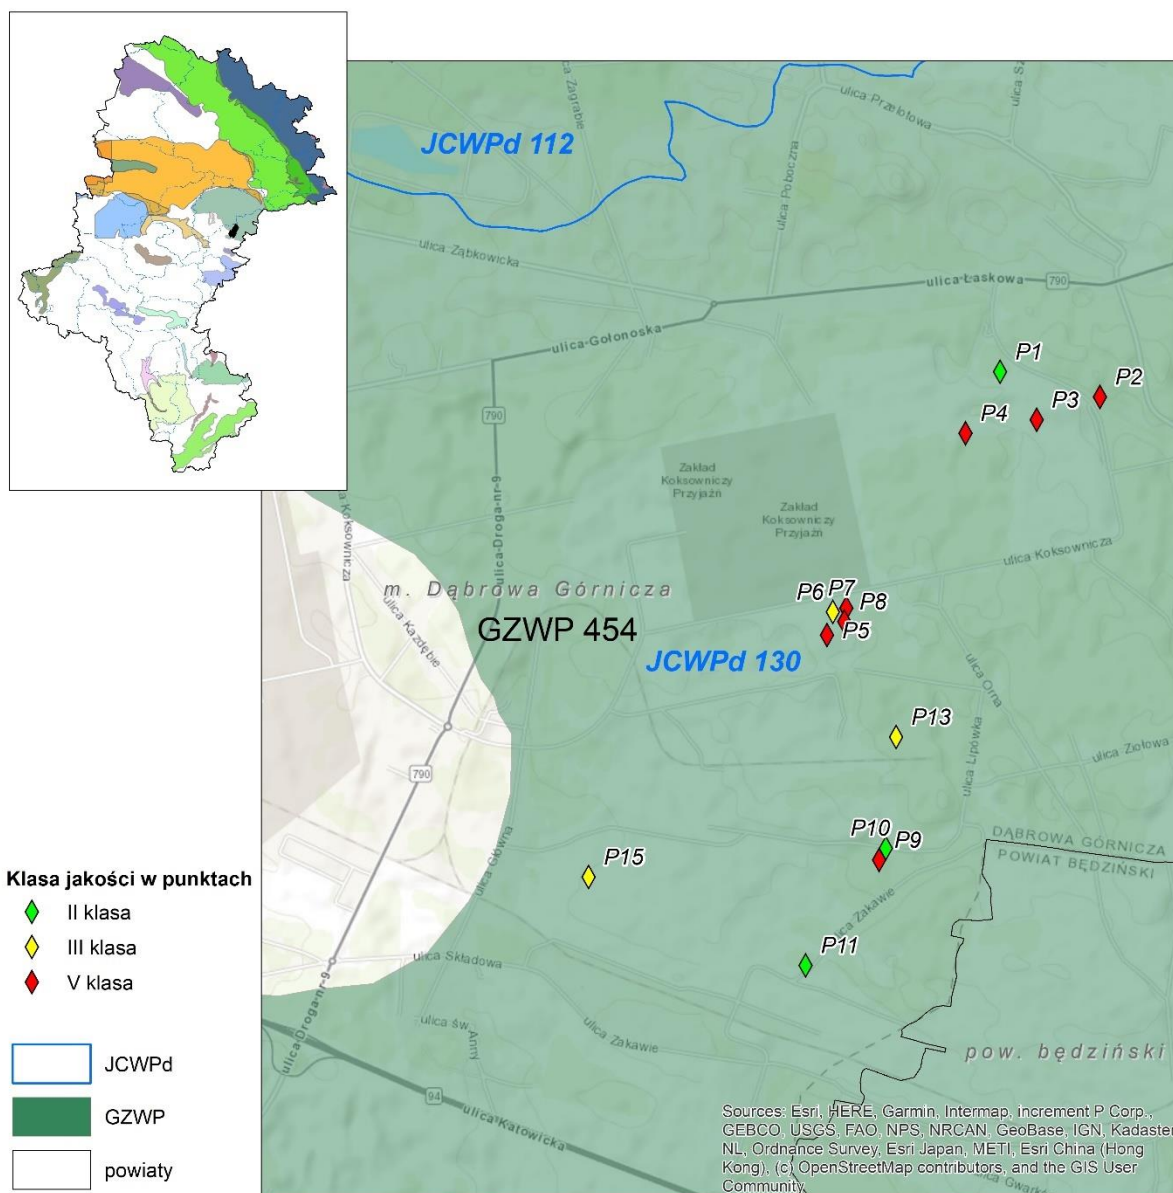 JCWPd 112
ulica Zagrabie
ulica Przelotowa
ulica Poboczna
ulica Ząbkowicka
ulica Łaskowa
790
ulica Gołonoska
790
P1
P2
P3
P4
Zakład
Koksowniczy
Przyjaźń
Zakład
Koksowniczy
Przyjaźń
ulica Koksownicza
Koksownicza
ulica Droga nr 9
m. Dąbrowa Górnicza
ulica Kazdębie
GZWP 454
P6
P7
P8
P5
JCWPd 130
ulica Orna
P13
ulica Lipówka
ulica Ziołowa
790
P10
P9
DĄBROWA GÓRNICZA
POWIAT BĘDZIŃSKI
P15
ulica Główna
ulica Zakawie
P11
ulica Składowa
ulica Droga nr 9
ulica św. Anny
ulica Zakawie
pow. będziński
94
ulica Katowicka
Klasa jakości w punktach
II klasa
III klasa
V klasa
JCWPd
GZWP
powiaty
Sources: Esri, HERE, Garmin, Intermap, increment P Corp.,
GEBCO, USGS, FAO, NPS, NRCAN, GeoBase, IGN, Kadaster
NL, Ordnance Survey, Esri Japan, METI, Esri China (Hong
Kong), (c) OpenStreetMap contributors, and the GIS User
Community